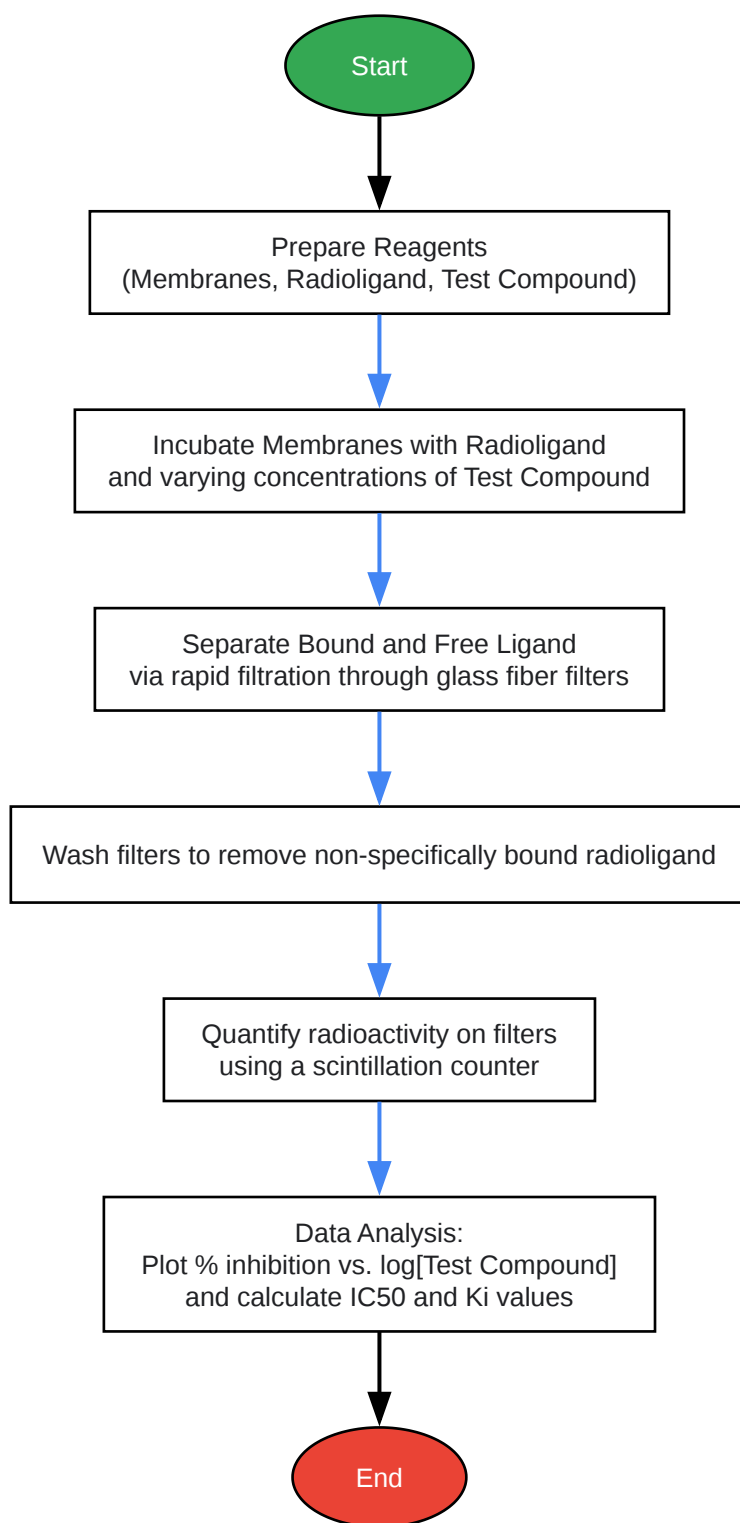 Start
Prepare Reagents
(Membranes, Radioligand, Test Compound)
Incubate Membranes with Radioligand
and varying concentrations of Test Compound
Separate Bound and Free Ligand
via rapid filtration through glass fiber filters
Wash filters to remove non-specifically bound radioligand
Quantify radioactivity on filters
using a scintillation counter
Data Analysis:
Plot % inhibition vs. log[Test Compound]
and calculate IC50 and Ki values
End